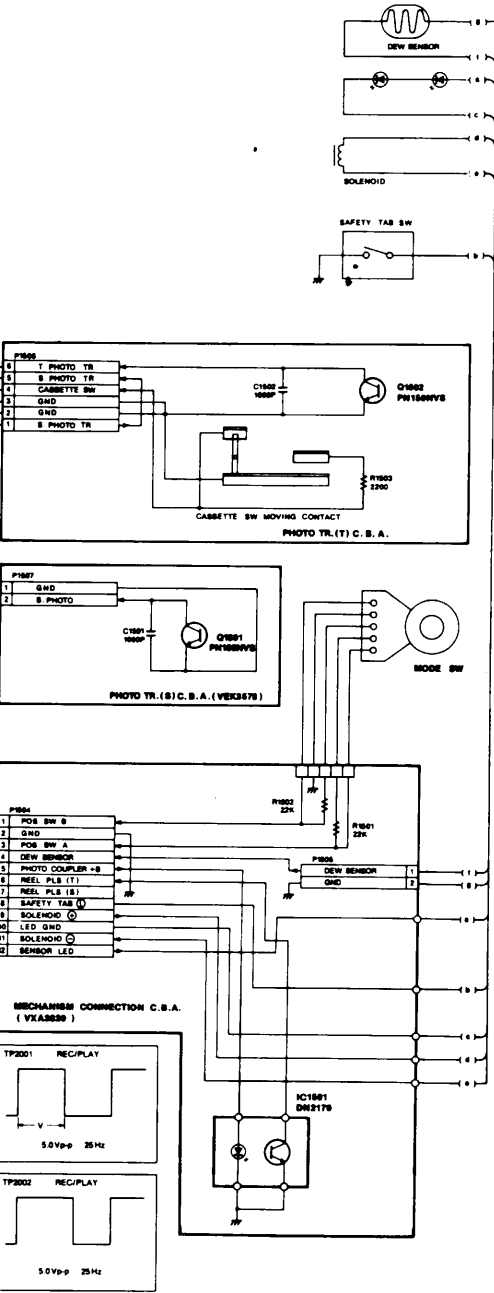 DEW SENSOR
SOLENOID
SAFETY TAB SW
P1505
6 T PHOTO TR
5 S PHOTO TR
4 CASSETTE SW
3 GND
2 GND
1 S PHOTO TR
C1502
1000P
Q1502
PN150NVS
R1503
2200
CASSETTE SW MOVING CONTACT
PHOTO TR.(T) C.B.A.
P1507
1 GND
2 S. PHOTO
C1501
1000P
Q1501
PN150NVS
PHOTO TR.(S) C.B.A. (VEK3578)
MODE SW
R1502
22K
R1501
22K
P1504
1 POS SW B
2 GND
3 POS SW A
4 DEW SENSOR
5 PHOTO COUPLER +B
6 REEL PLS (T)
7 REEL PLS (S)
8 SAFETY TAB
9 SOLENOID ⊕
10 LED GND
11 SOLENOID ⊖
12 SENSOR LED
DEW SENSOR 1
GND 2
MECHANISM CONNECTION C.B.A.
TP2001 REC/PLAY
V
5.0Vp-p 25Hz
IC1501
DN2179
TP2002 REC/PLAY
5.0Vp-p 25Hz